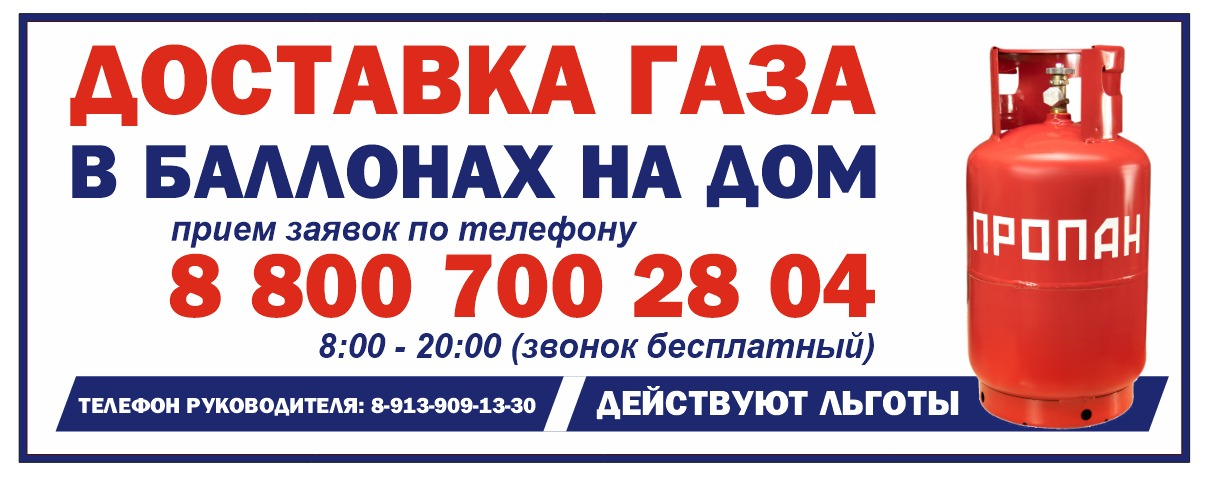 ДОСТАВКА ГАЗА
В БАЛЛОНАХ НА ДОМ
прием заявок по телефону
8 800 700 28 04
8:00 - 20:00 (звонок бесплатный)
ТЕЛЕФОН РУКОВОДИТЕЛЯ: 8-913-909-13-30
ДЕЙСТВУЮТ ЛЬГОТЫ
ПРОПАН